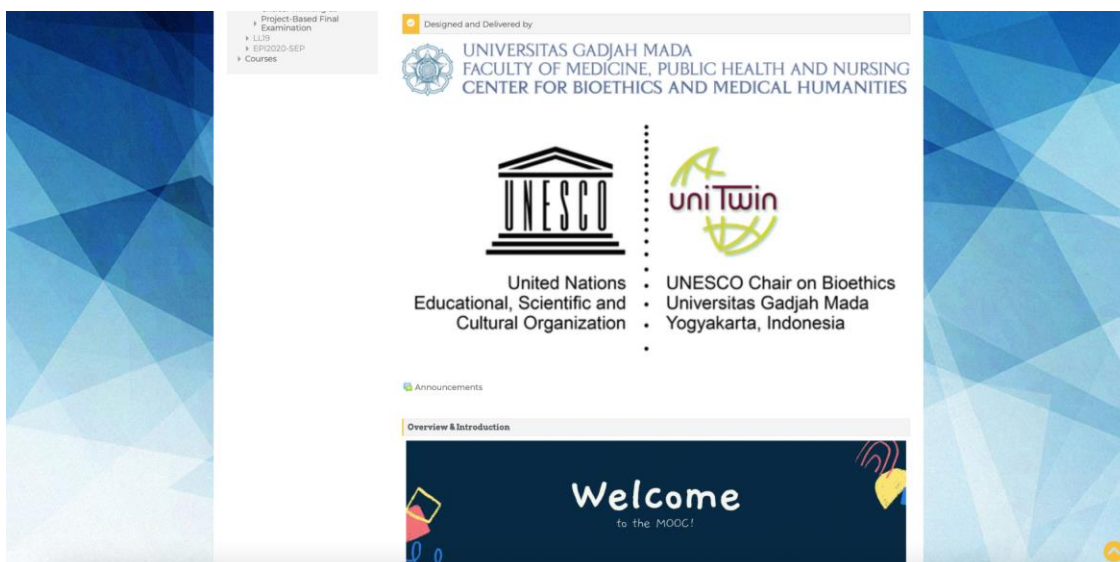 Project-Based Final
Examination
LL19
EPI2020-SEP
Courses
Designed and Delivered by
UNIVERSITAS GADJAH MADA
FACULTY OF MEDICINE, PUBLIC HEALTH AND NURSING
CENTER FOR BIOETHICS AND MEDICAL HUMANITIES
UNESCO
United Nations
Educational, Scientific and
Cultural Organization
uniTwin
UNESCO Chair on Bioethics
Universitas Gadjah Mada
Yogyakarta, Indonesia
Announcements
Overview & Introduction
Welcome
to the MOOC!